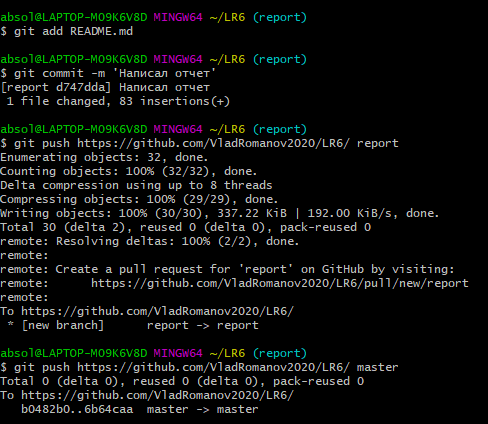 absol@LAPTOP-MO9K6V8D MINGW64 ~/LR6 (report)
$ git add README.md
absol@LAPTOP-MO9K6V8D MINGW64 ~/LR6 (report)
$ git commit -m 'Написал отчет'
[report d747dda] Написал отчет
1 file changed, 83 insertions(+)
absol@LAPTOP-MO9K6V8D MINGW64 ~/LR6 (report)
$ git push https://github.com/VladRomanov2020/LR6/ report
Enumerating objects: 32, done.
Counting objects: 100% (32/32), done.
Delta compression using up to 8 threads
Compressing objects: 100% (29/29), done.
Writing objects: 100% (30/30), 337.22 KiB | 192.00 KiB/s, done.
Total 30 (delta 2), reused 0 (delta 0), pack-reused 0
remote: Resolving deltas: 100% (2/2), done.
remote:
remote: Create a pull request for 'report' on GitHub by visiting:
remote:      https://github.com/VladRomanov2020/LR6/pull/new/report
remote:
To https://github.com/VladRomanov2020/LR6/
* [new branch]      report -> report
absol@LAPTOP-MO9K6V8D MINGW64 ~/LR6 (report)
$ git push https://github.com/VladRomanov2020/LR6/ master
Total 0 (delta 0), reused 0 (delta 0), pack-reused 0
To https://github.com/VladRomanov2020/LR6/
b0482b0..6b64caa  master -> master